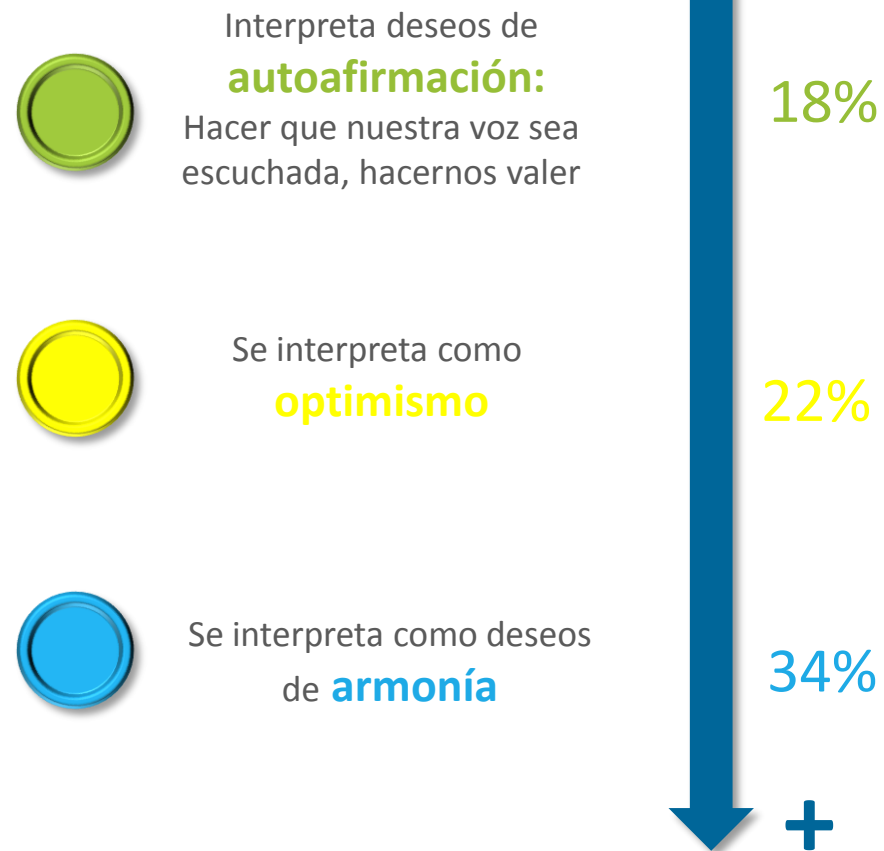 Interpreta deseos de
autoafirmación:
Hacer que nuestra voz sea
escuchada, hacernos valer
18%
Se interpreta como
optimismo
22%
Se interpreta como deseos
de armonía
34%
+